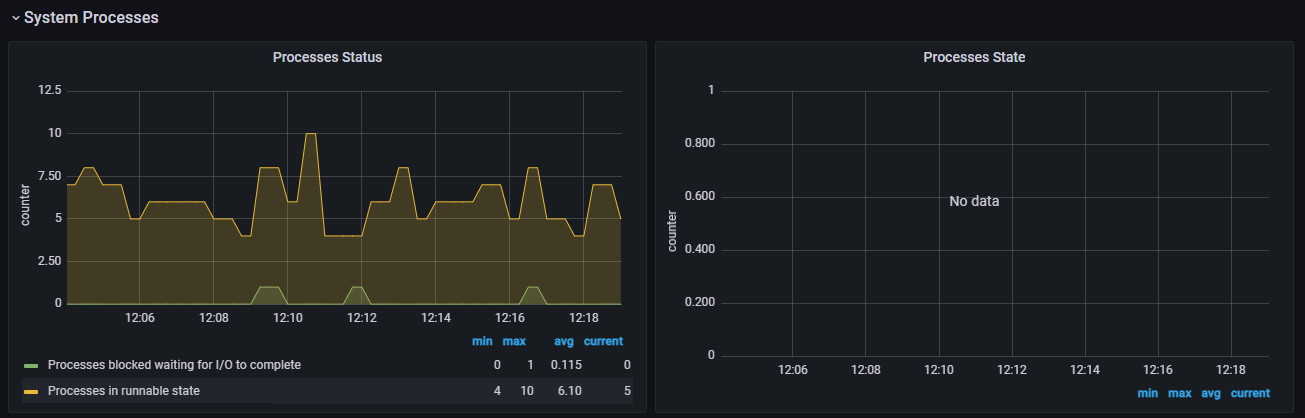 System Processes
Processes Status
12.5
10
7.50
5
2.50
0
counter
12:06 12:08 12:10 12:12 12:14 12:16 12:18
min max avg current
Processes blocked waiting for I/O to complete 0 1 0.115 0
Processes in runnable state 4 10 6.10 5
Processes State
1
0.800
0.600
0.400
0.200
0
counter
No data
12:06 12:08 12:10 12:12 12:14 12:16 12:18
min max avg current